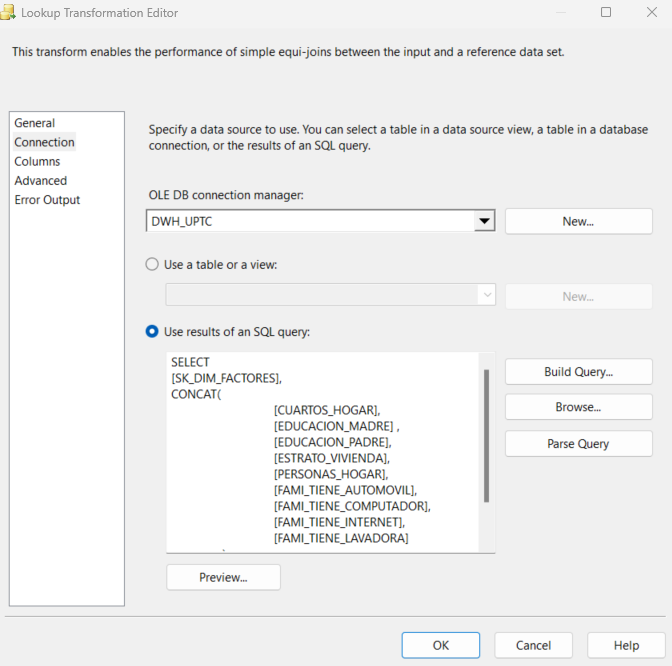 Lookup Transformation Editor
This transform enables the performance of simple equi-joins between the input and a reference data set.
General
Connection
Columns
Advanced
Error Output
Specify a data source to use. You can select a table in a data source view, a table in a database
connection, or the results of an SQL query.
OLE DB connection manager:
DWH_UPTC
New...
Use a table or a view:
New...
Use results of an SQL query:
SELECT
[SK_DIM_FACTORES],
CONCAT(
[CUARTOS_HOGAR],
[EDUCACION_MADRE] ,
[EDUCACION_PADRE],
[ESTRATO_VIVIENDA],
[PERSONAS_HOGAR],
[FAMI_TIENE_AUTOMOVIL],
[FAMI_TIENE_COMPUTADOR],
[FAMI_TIENE_INTERNET],
[FAMI_TIENE_LAVADORA]
Build Query...
Browse...
Parse Query
Preview...
OK
Cancel
Help